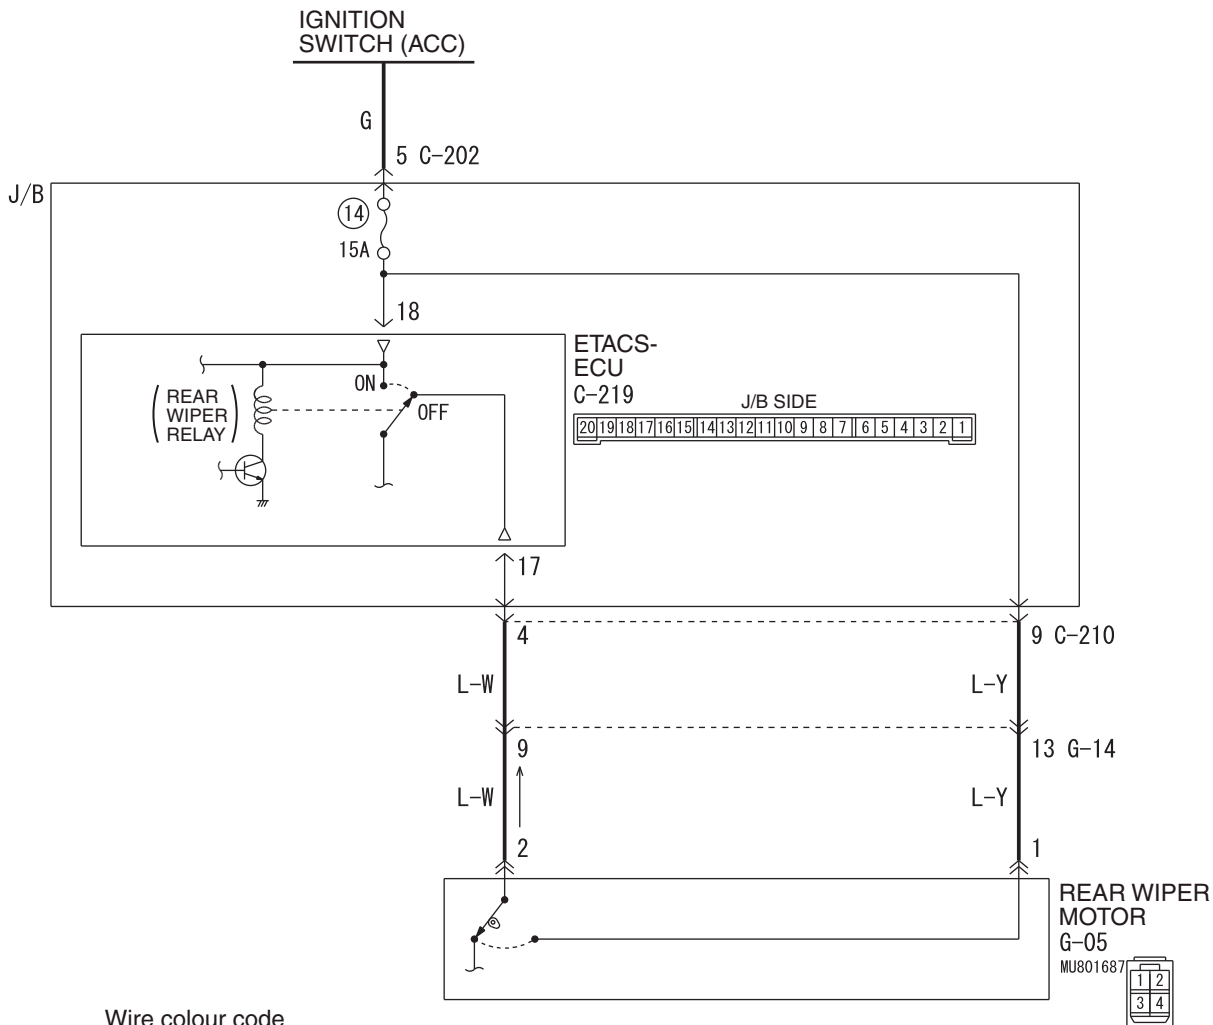 IGNITION
SWITCH (ACC)
G
5 C-202
J/B
14
15A
18
ETACS-
ECU
C-219
ON
OFF
(REAR
WIPER
RELAY)
J/B SIDE
20 19 18 17 16 15 14 13 12 11 10 9 8 7 6 5 4 3 2 1
17
4
9 C-210
L-W
L-Y
9
13 G-14
L-W
L-Y
2
1
REAR WIPER
MOTOR
G-05
MU801687
1 2
3 4
Wire colour code